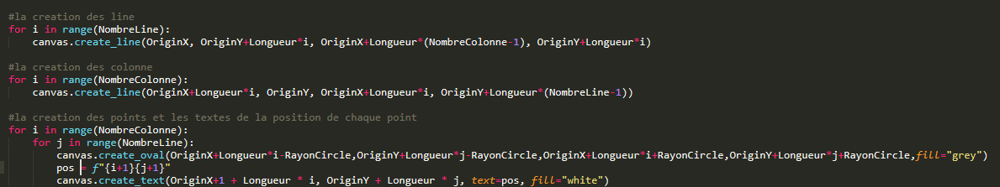 #la creation des line
for i in range(NombreLine):
canvas.create_line(OriginX, OriginY+Longueur*i, OriginX+Longueur*(NombreColonne-1), OriginY+Longueur*i)
#la creation des colonne
for i in range(NombreColonne):
canvas.create_line(OriginX+Longueur*i, OriginY, OriginX+Longueur*i, OriginY+Longueur*(NombreLine-1))
#la creation des points et les textes de la position de chaque point
for i in range(NombreColonne):
for j in range(NombreLine):
canvas.create_oval(OriginX+Longueur*i-RayonCircle,OriginY+Longueur*j-RayonCircle,OriginX+Longueur*i+RayonCircle,OriginY+Longueur*j+RayonCircle,fill="grey")
pos = f"{i+1}{j+1}"
canvas.create_text(OriginX+1 + Longueur * i, OriginY + Longueur * j, text=pos, fill="white")